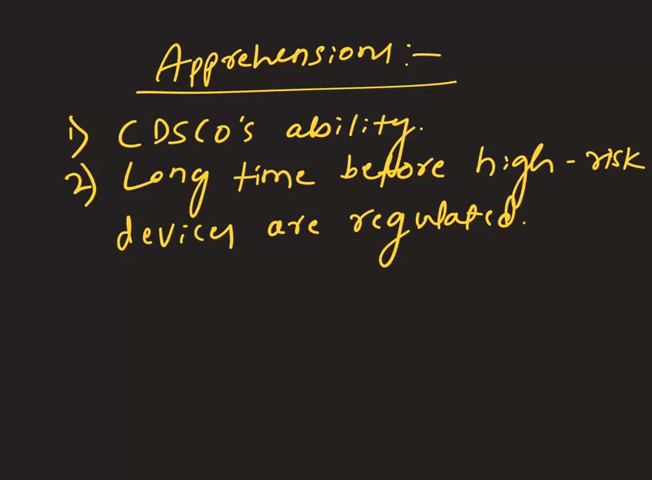 Apprehensions:-
1) CDSCO's ability.
2) Long time before high-risk
devices are regulated.